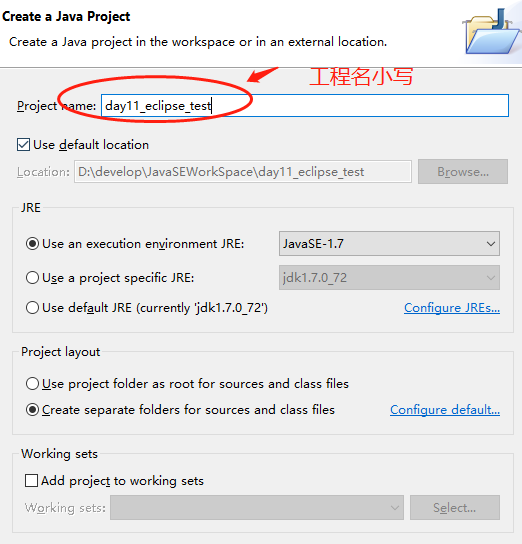 Create a Java Project
Create a Java project in the workspace or in an external location.
工程名小写
Project name: day11_eclipse_test
Use default location
Location: D:\develop\JavaSEWorkSpace\day11_eclipse_test Browse...
JRE
Use an execution environment JRE: JavaSE-1.7
Use a project specific JRE: jdk1.7.0_72
Use default JRE (currently 'jdk1.7.0_72') Configure JREs...
Project layout
Use project folder as root for sources and class files
Create separate folders for sources and class files Configure default...
Working sets
Add project to working sets
Working sets: Select...